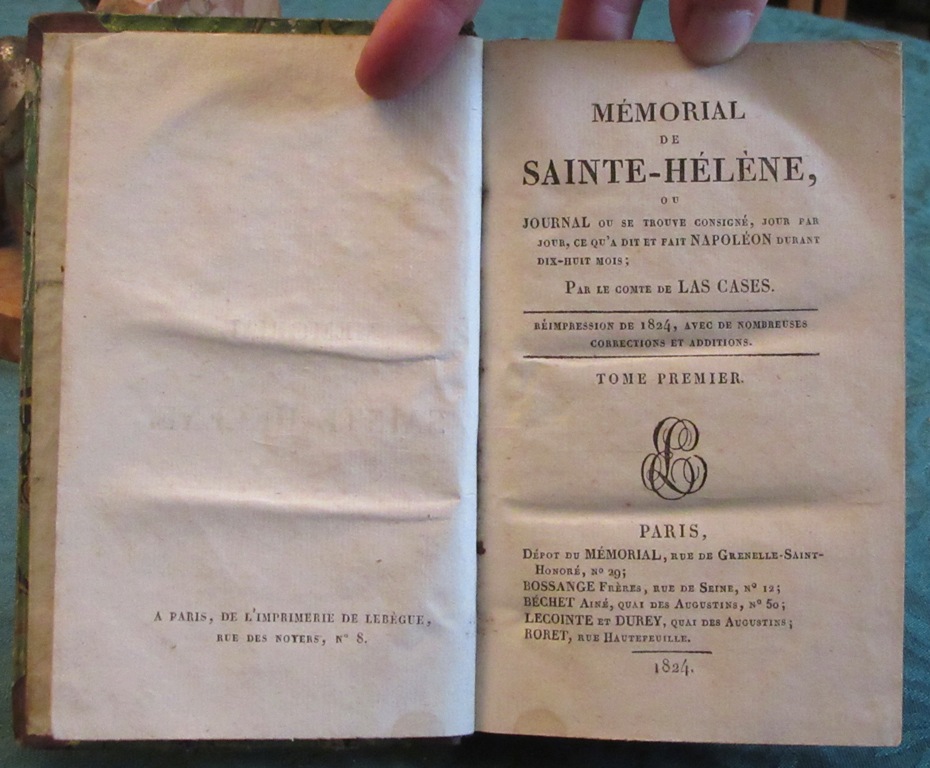 A PARIS, DE L'IMPRIMERIE DE LEBÈGUE,
RUE DES NOYERS, N° 8.
MÉMORIAL
DE
SAINTE-HÉLÈNE,
OU
JOURNAL OU SE TROUVE CONSIGNÉ, JOUR PAR
JOUR, CE QU'A DIT ET FAIT NAPOLÉON DURANT
DIX-HUIT MOIS;
PAR LE COMTE DE LAS CASES.
RÉIMPRESSION DE 1824, AVEC DE NOMBREUSES
CORRECTIONS ET ADDITIONS.
TOME PREMIER.
PARIS,
DÉPOT DU MÉMORIAL, RUE DE GRENELLE-SAINT-
HONORÉ, N° 29;
BOSSANGE FRÈRES, RUE DE SEINE, N° 12;
BÉCHET AINÉ, QUAI DES AUGUSTINS, N° 50;
LECOINTE ET DUREY, QUAI DES AUGUSTINS;
RORET, RUE HAUTEFEUILLE.
1824.